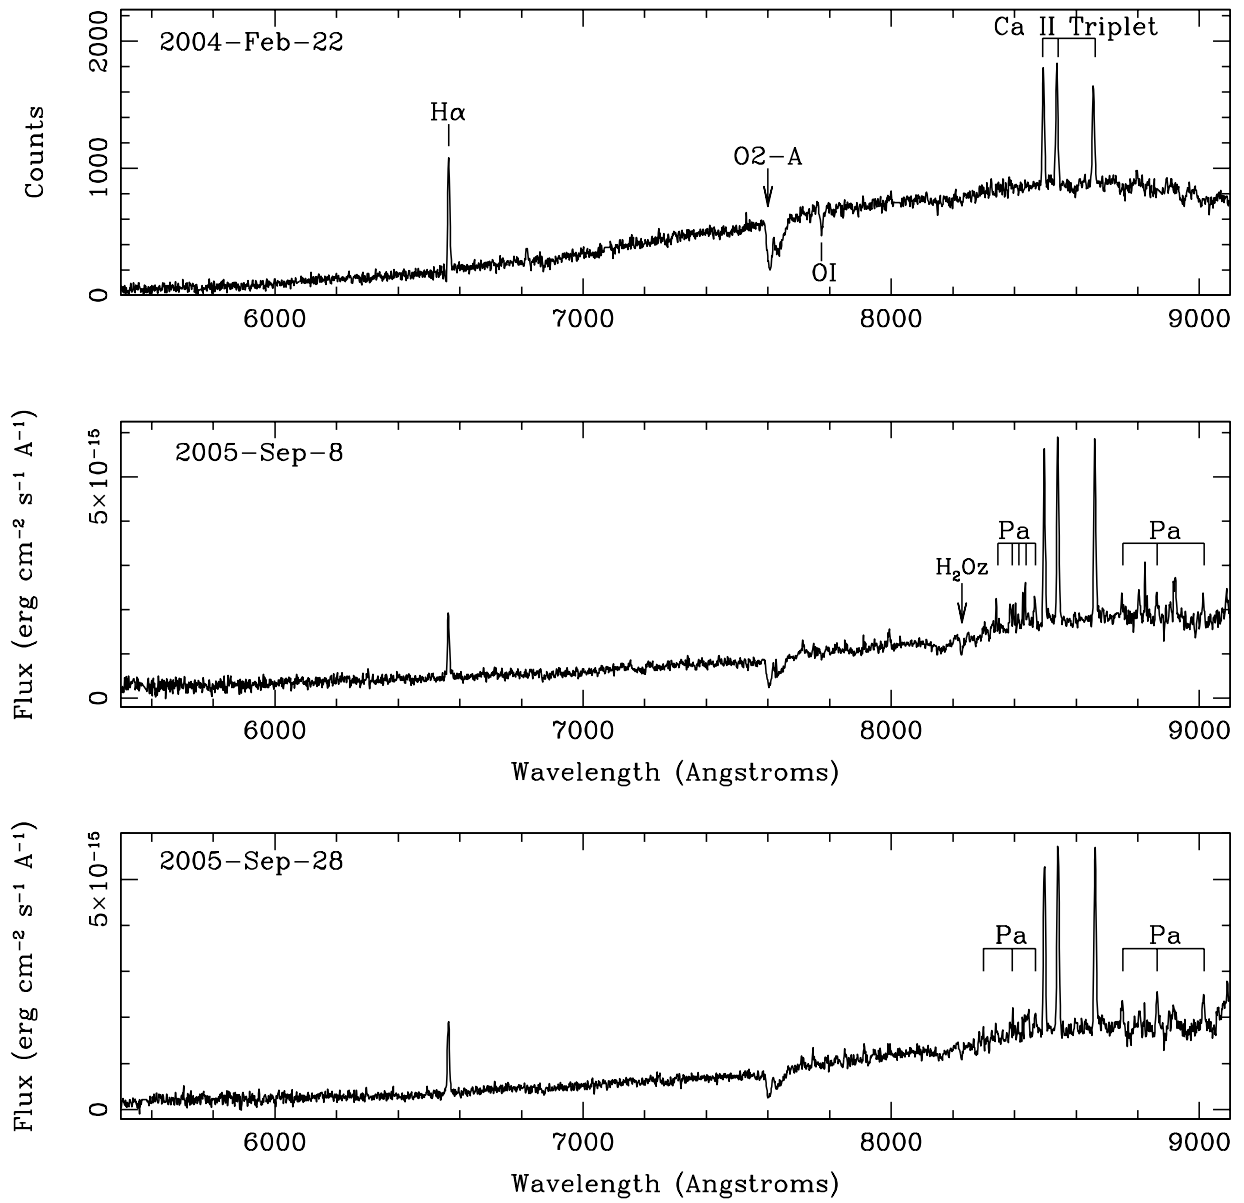 2004-Feb-22
Ca II Triplet
Hα
O2-A
OI
Counts
0
1000
2000
6000 7000 8000 9000
2005-Sep-8
Pa
Pa
H₂Oz
Flux (erg cm⁻² s⁻¹ A⁻¹)
0
5×10⁻¹⁵
6000 7000 8000 9000
Wavelength (Angstroms)
2005-Sep-28
Pa
Pa
Flux (erg cm⁻² s⁻¹ A⁻¹)
0
5×10⁻¹⁵
6000 7000 8000 9000
Wavelength (Angstroms)